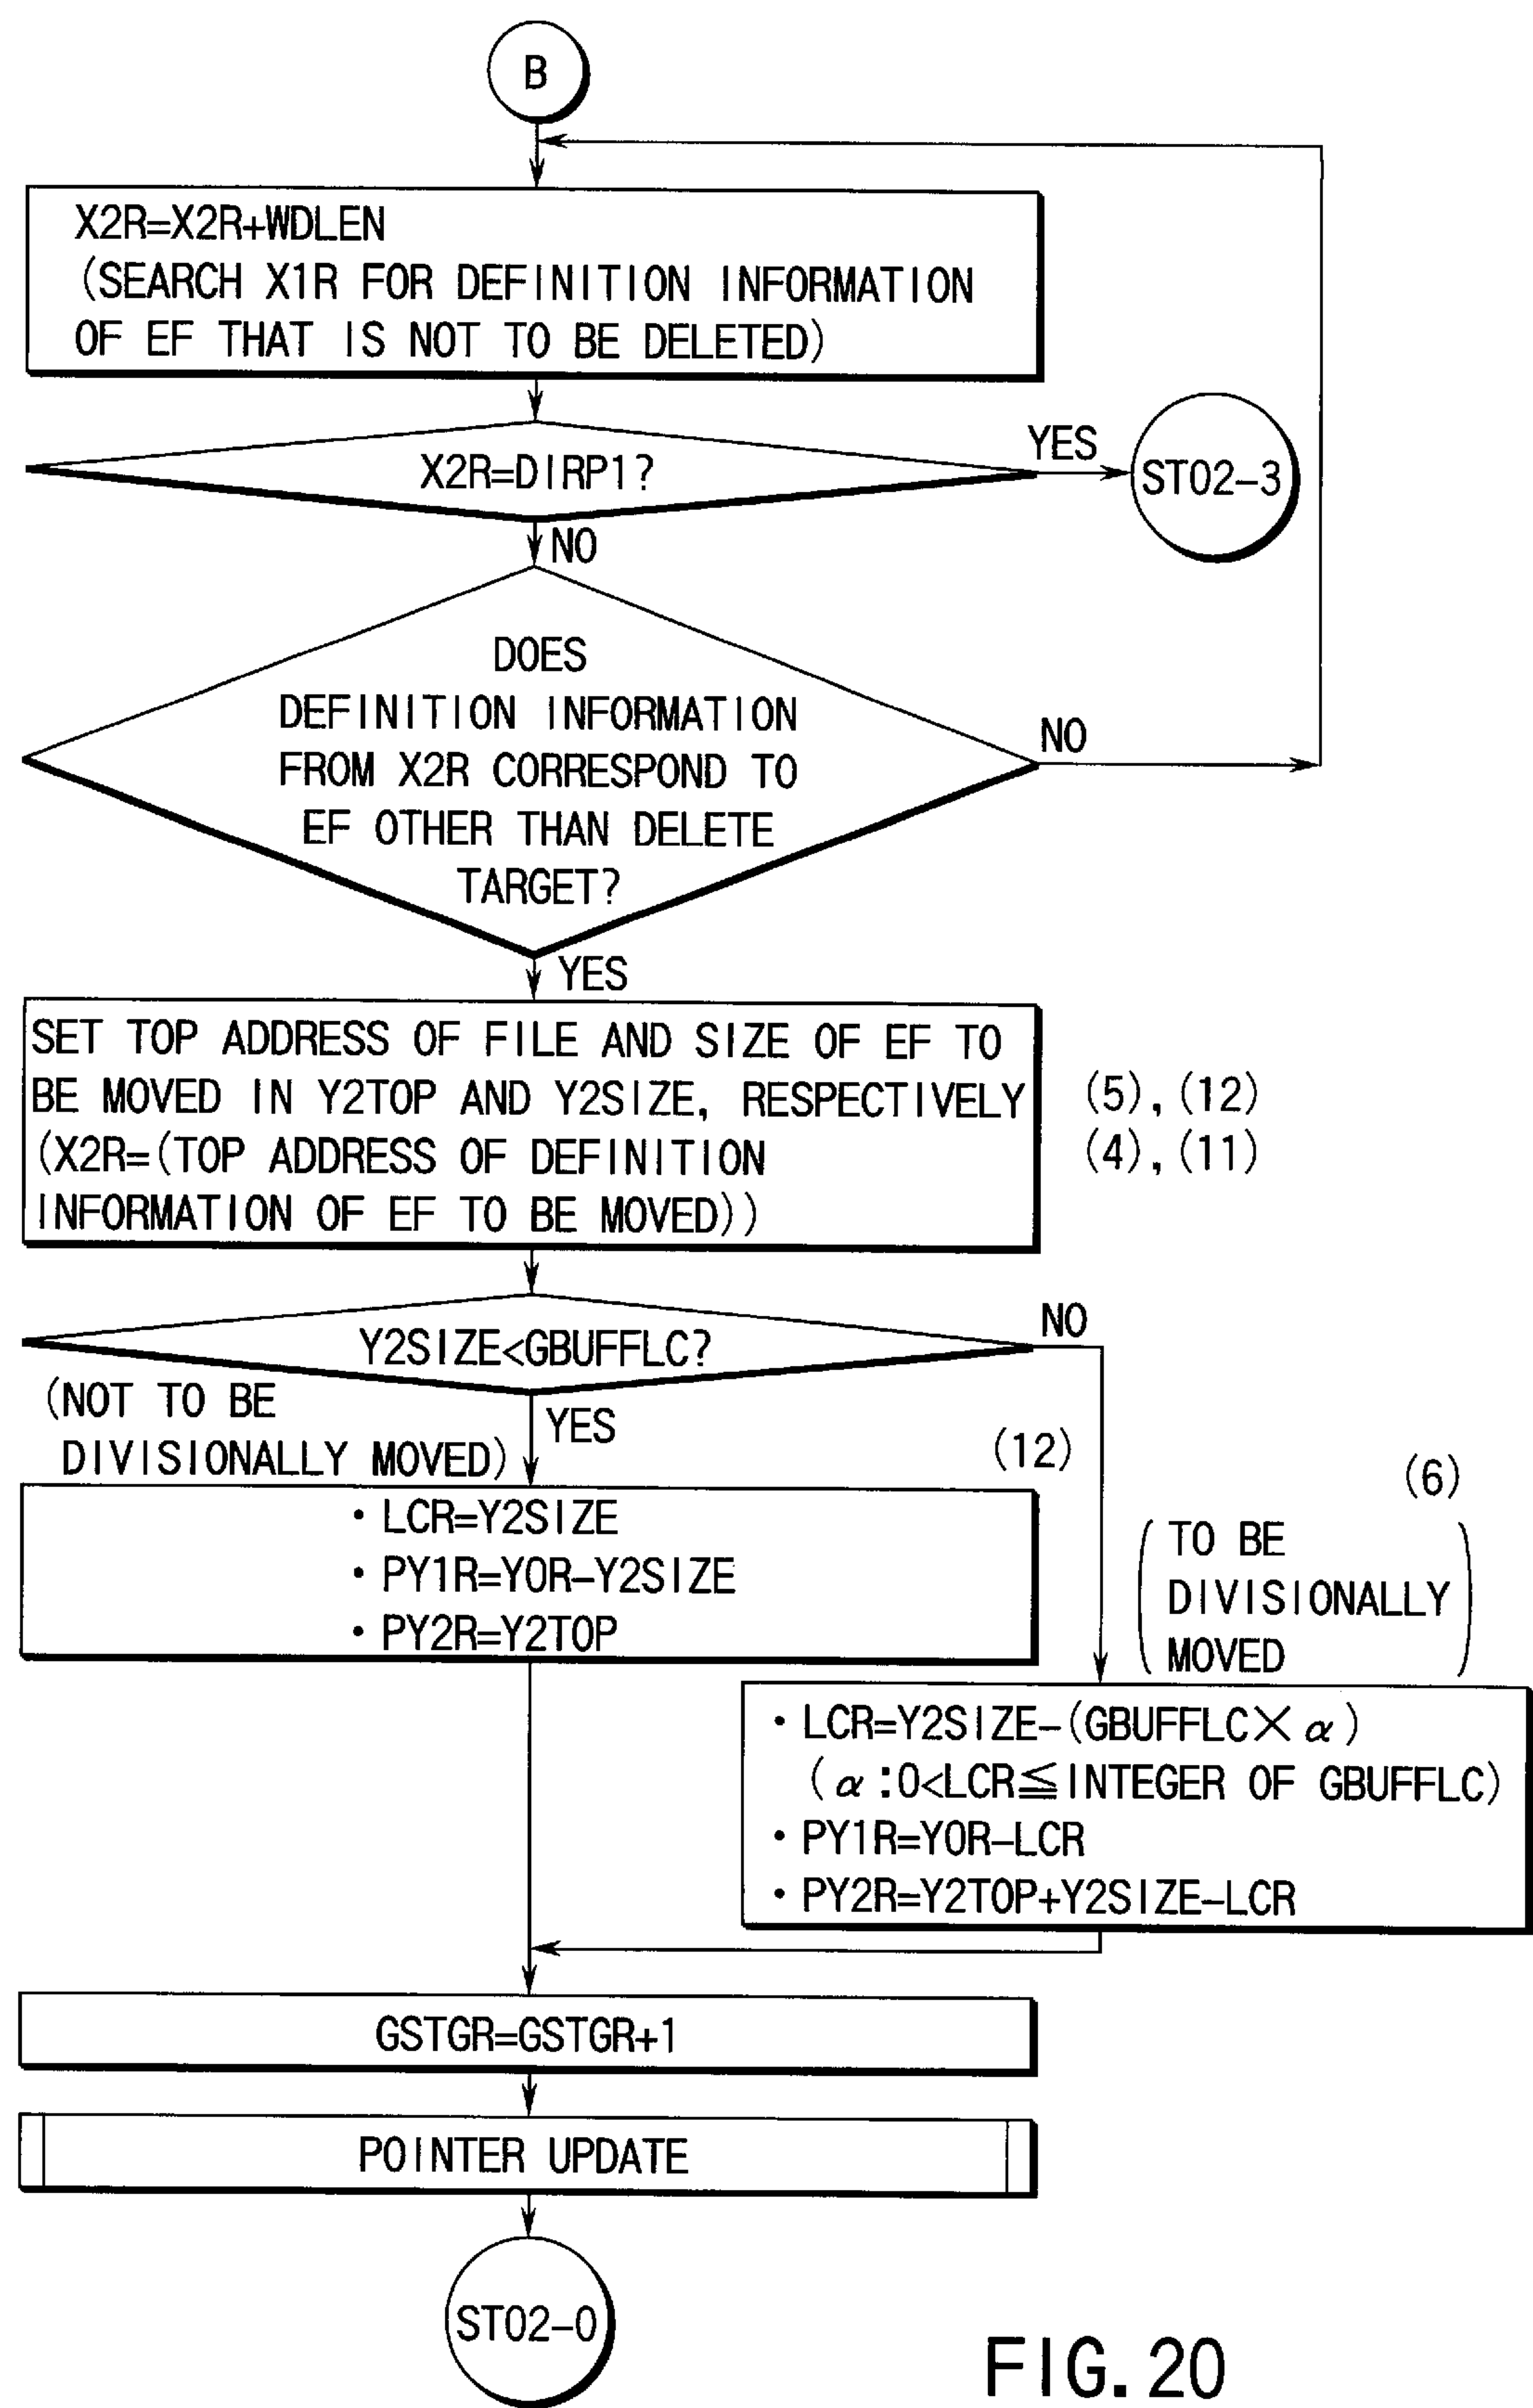 B
X2R=X2R+WDLEN
(SEARCH X1R FOR DEFINITION INFORMATION
OF EF THAT IS NOT TO BE DELETED)
X2R=DIRP1?
YES
ST02-3
NO
DOES
DEFINITION INFORMATION
FROM X2R CORRESPOND TO
EF OTHER THAN DELETE
TARGET?
NO
YES
SET TOP ADDRESS OF FILE AND SIZE OF EF TO
BE MOVED IN Y2TOP AND Y2SIZE, RESPECTIVELY
(X2R=(TOP ADDRESS OF DEFINITION
INFORMATION OF EF TO BE MOVED))
(5), (12)
(4), (11)
Y2SIZE<GBUFFLC?
NO
(NOT TO BE
DIVISIONALLY MOVED)
YES
(12)
(6)
(TO BE
DIVISIONALLY
MOVED)
・LCR=Y2SIZE
・PY1R=Y0R-Y2SIZE
・PY2R=Y2TOP
・LCR=Y2SIZE-(GBUFFLC×α)
(α:0<LCR≦INTEGER OF GBUFFLC)
・PY1R=Y0R-LCR
・PY2R=Y2TOP+Y2SIZE-LCR
GSTGR=GSTGR+1
POINTER UPDATE
ST02-0
FIG. 20